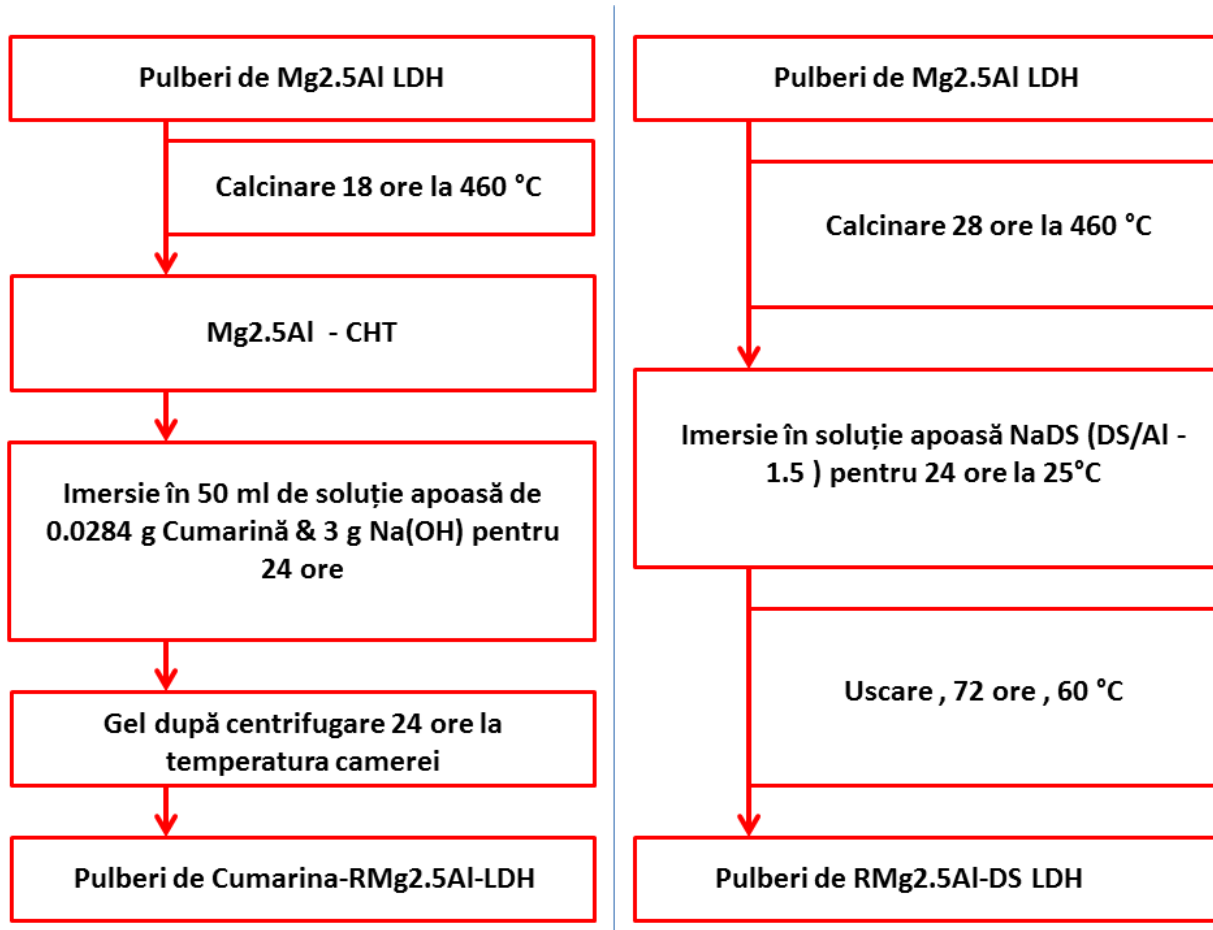 Pulberi de Mg2.5Al LDH
Calcinare 18 ore la 460 °C
Mg2.5Al - CHT
Imersie în 50 ml de soluție apoasă de
0.0284 g Cumarină & 3 g Na(OH) pentru
24 ore
Gel după centrifugare 24 ore la
temperatura camerei
Pulberi de Cumarina-RMg2.5Al-LDH
Pulberi de Mg2.5Al LDH
Calcinare 28 ore la 460 °C
Imersie în soluție apoasă NaDS (DS/Al -
1.5 ) pentru 24 ore la 25°C
Uscare , 72 ore , 60 °C
Pulberi de RMg2.5Al-DS LDH